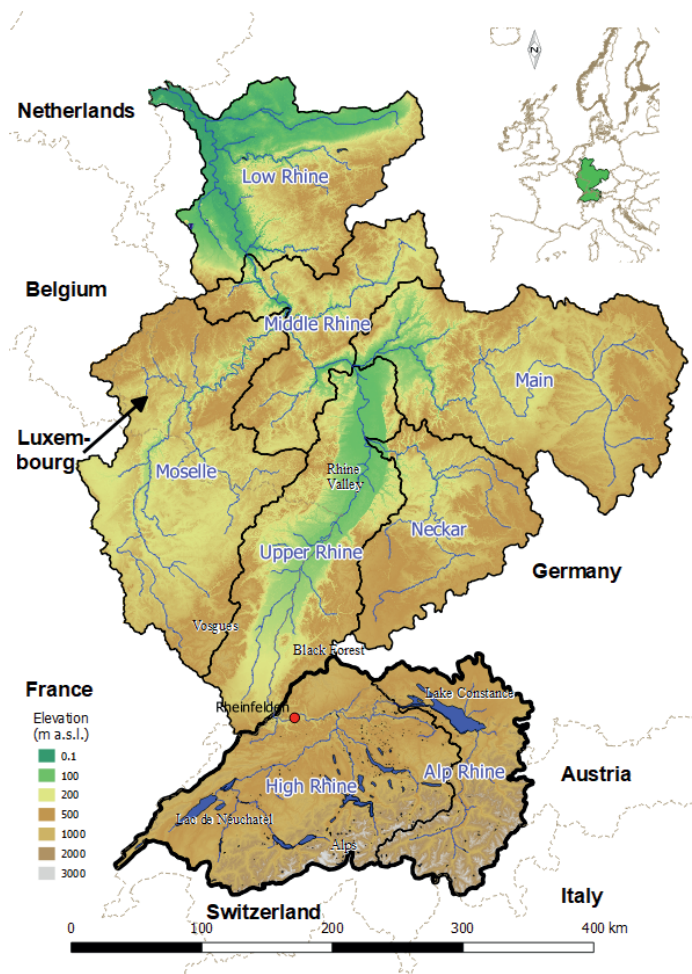 N
Netherlands
Low Rhine
Belgium
Middle Rhine
Main
Luxem-
bourg
Moselle
Rhine
Valley
Neckar
Upper Rhine
Germany
Vosgues
Black Forest
France
Lake Constance
Rheinfelden
Elevation
(m a.s.l.)
0.1
100
200
500
1000
2000
3000
Alp Rhine
Austria
High Rhine
Lac de Neuchatel
Alps
Italy
Switzerland
0 100 200 300 400 km